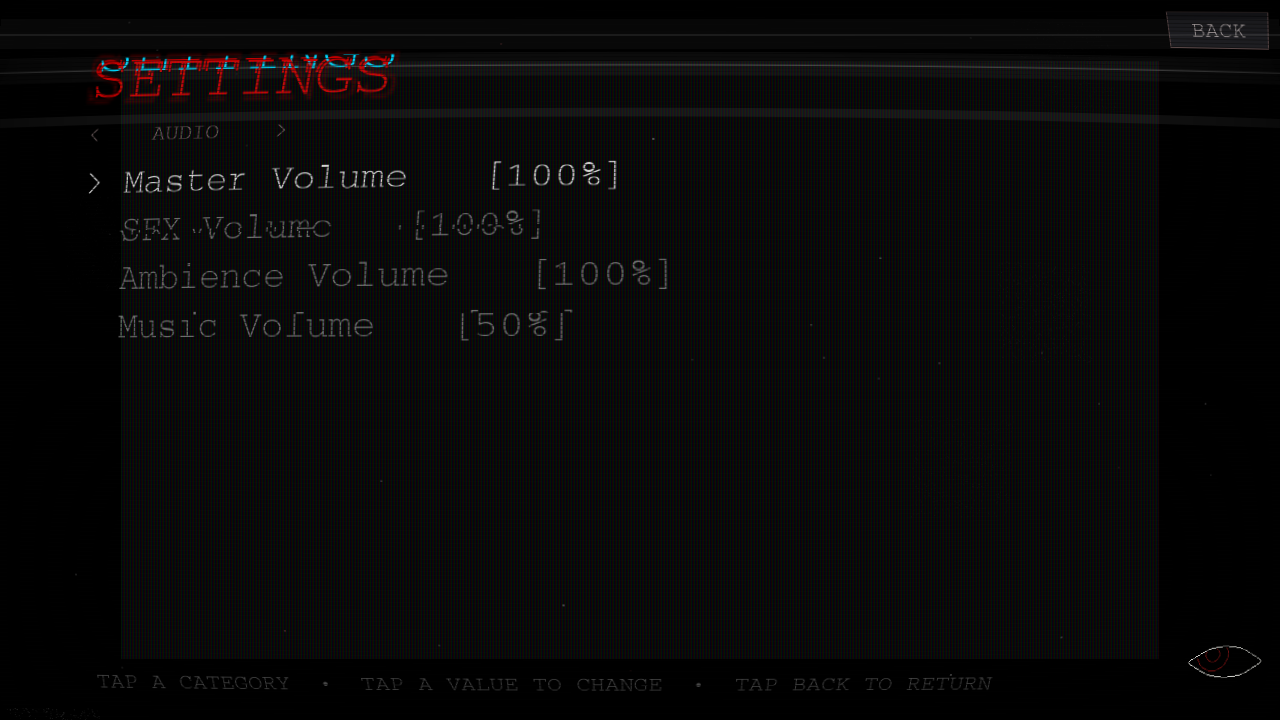 BACK
SETTINGS
< AUDIO >
> Master Volume [100%]
SFX Volume [100%]
Ambience Volume [100%]
Music Volume [50%]
TAP A CATEGORY • TAP A VALUE TO CHANGE • TAP BACK TO RETURN